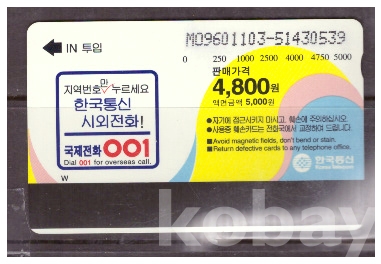 IN 투입
MO9601103-51430539
0 250 1000 2500 4000 4750 5000
판매가격
4,800원
액면금액 5,000원
만
지역번호 누르세요
한국통신
시외전화!
국제전화 001
Dial 001 for overseas call.
●자기에 접근시키지 마시고, 훼손에 주의하십시오.
●사용중 훼손카드는 전화국에서 교환하여 드립니다.
■Avoid magnetic fields, don't bend or stain.
■Return defective cards to any telephone office.
한국통신
Korea Telecom
W
kobay